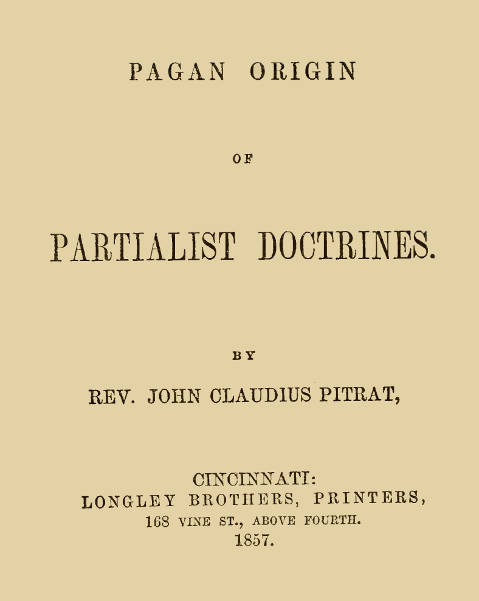 PAGAN ORIGIN
OF
PARTIALIST DOCTRINES.
BY
REV. JOHN CLAUDIUS PITRAT,
CINCINNATI:
LONGLEY BROTHERS, PRINTERS,
168 VINE ST., ABOVE FOURTH.
1857.